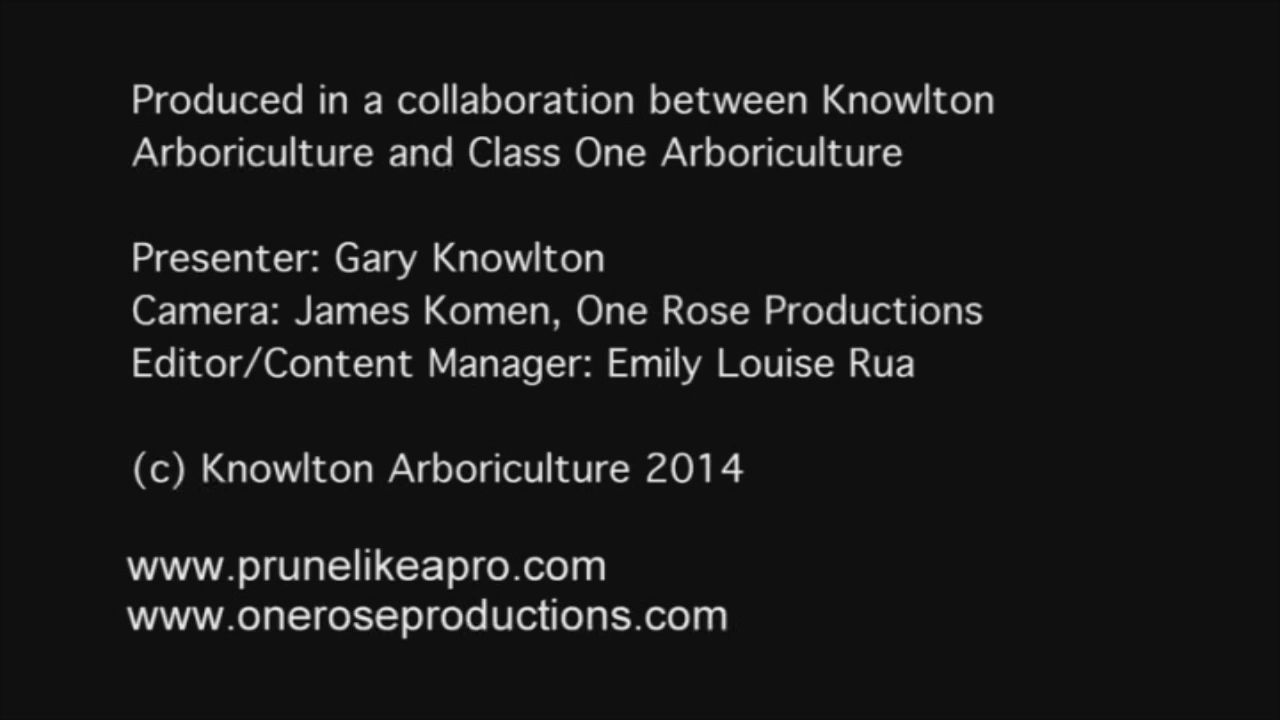 Produced in a collaboration between Knowlton
Arboriculture and Class One Arboriculture
Presenter: Gary Knowlton
Camera: James Komen, One Rose Productions
Editor/Content Manager: Emily Louise Rua
(c) Knowlton Arboriculture 2014
www.prunelikeapro.com
www.oneroseproductions.com